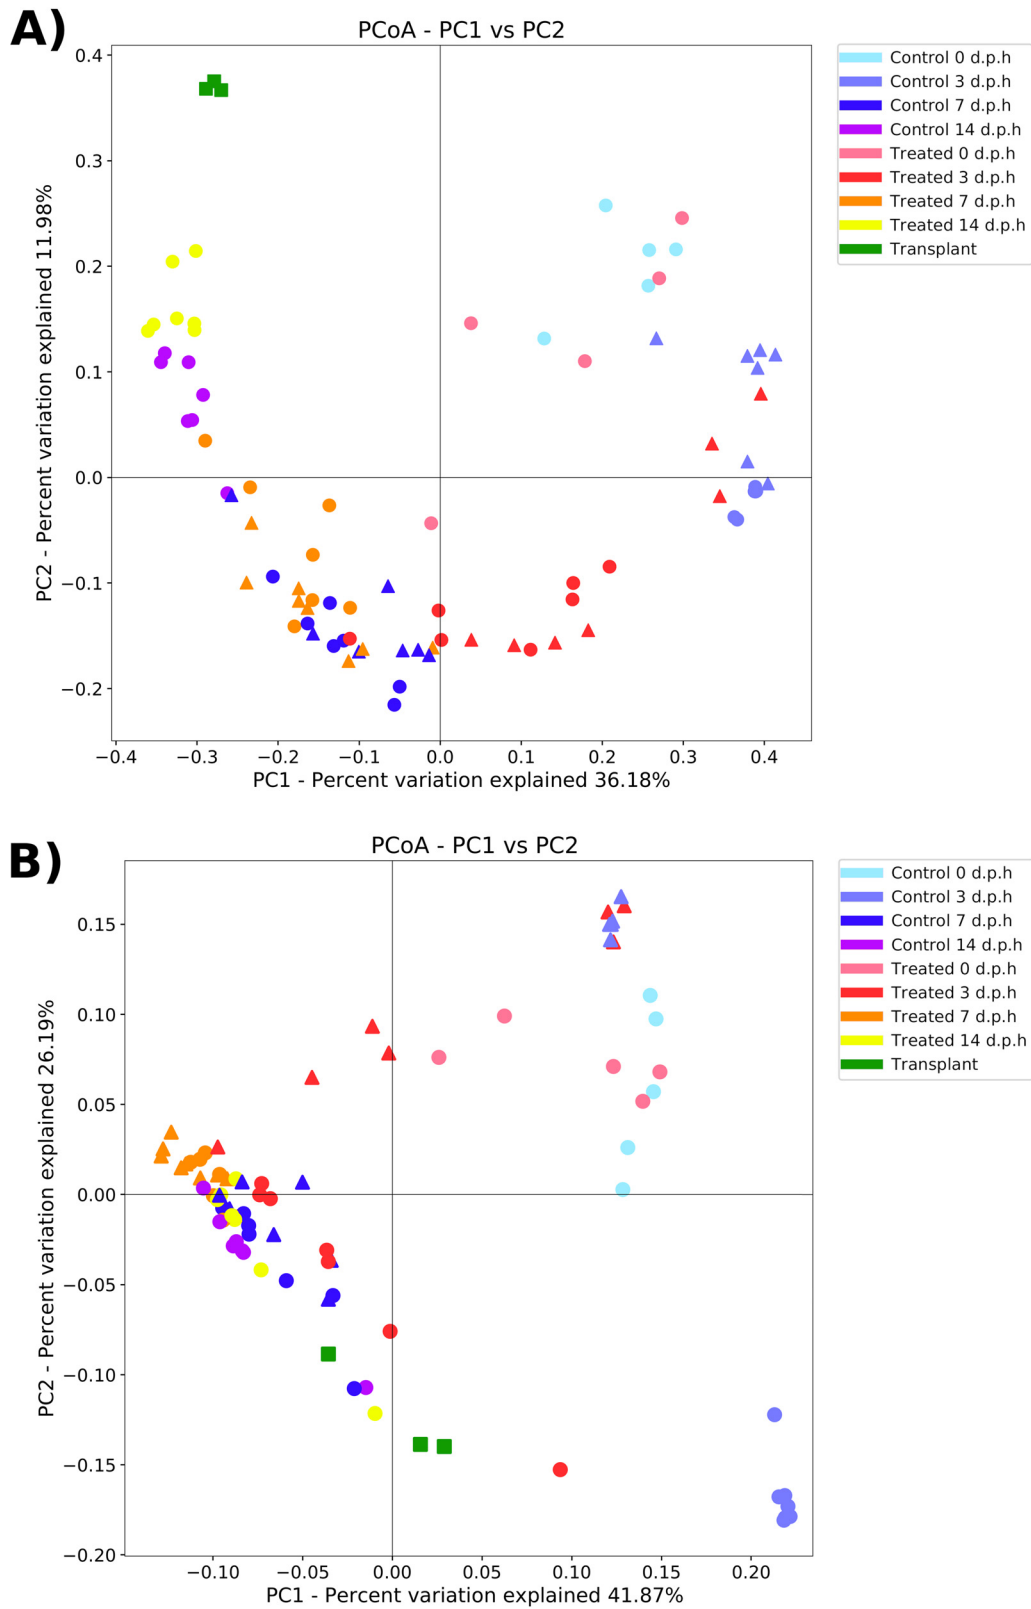 A)
PCoA - PC1 vs PC2
0.4
0.3
0.2
0.1
0.0
−0.1
−0.2
−0.4 −0.3 −0.2 −0.1 0.0 0.1 0.2 0.3 0.4
PC1 - Percent variation explained 36.18%
PC2 - Percent variation explained 11.98%
Control 0 d.p.h
Control 3 d.p.h
Control 7 d.p.h
Control 14 d.p.h
Treated 0 d.p.h
Treated 3 d.p.h
Treated 7 d.p.h
Treated 14 d.p.h
Transplant
B)
PCoA - PC1 vs PC2
0.15
0.10
0.05
0.00
−0.05
−0.10
−0.15
−0.20
−0.10 −0.05 0.00 0.05 0.10 0.15 0.20
PC1 - Percent variation explained 41.87%
PC2 - Percent variation explained 26.19%
Control 0 d.p.h
Control 3 d.p.h
Control 7 d.p.h
Control 14 d.p.h
Treated 0 d.p.h
Treated 3 d.p.h
Treated 7 d.p.h
Treated 14 d.p.h
Transplant